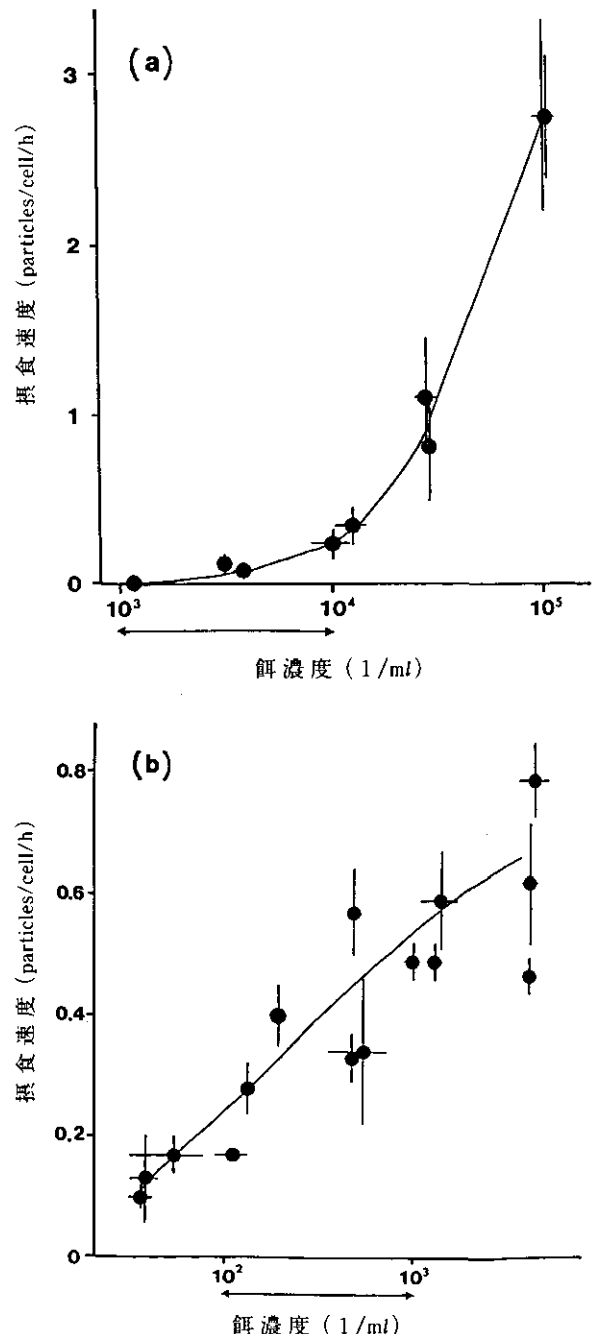 (a)
3
2
1
0
摂食速度 (particles/cell/h)
10³ 10⁴ 10⁵
餌濃度 (1/ml)
(b)
0.8
0.6
0.4
0.2
0
摂食速度 (particles/cell/h)
10² 10³
餌濃度 (1/ml)